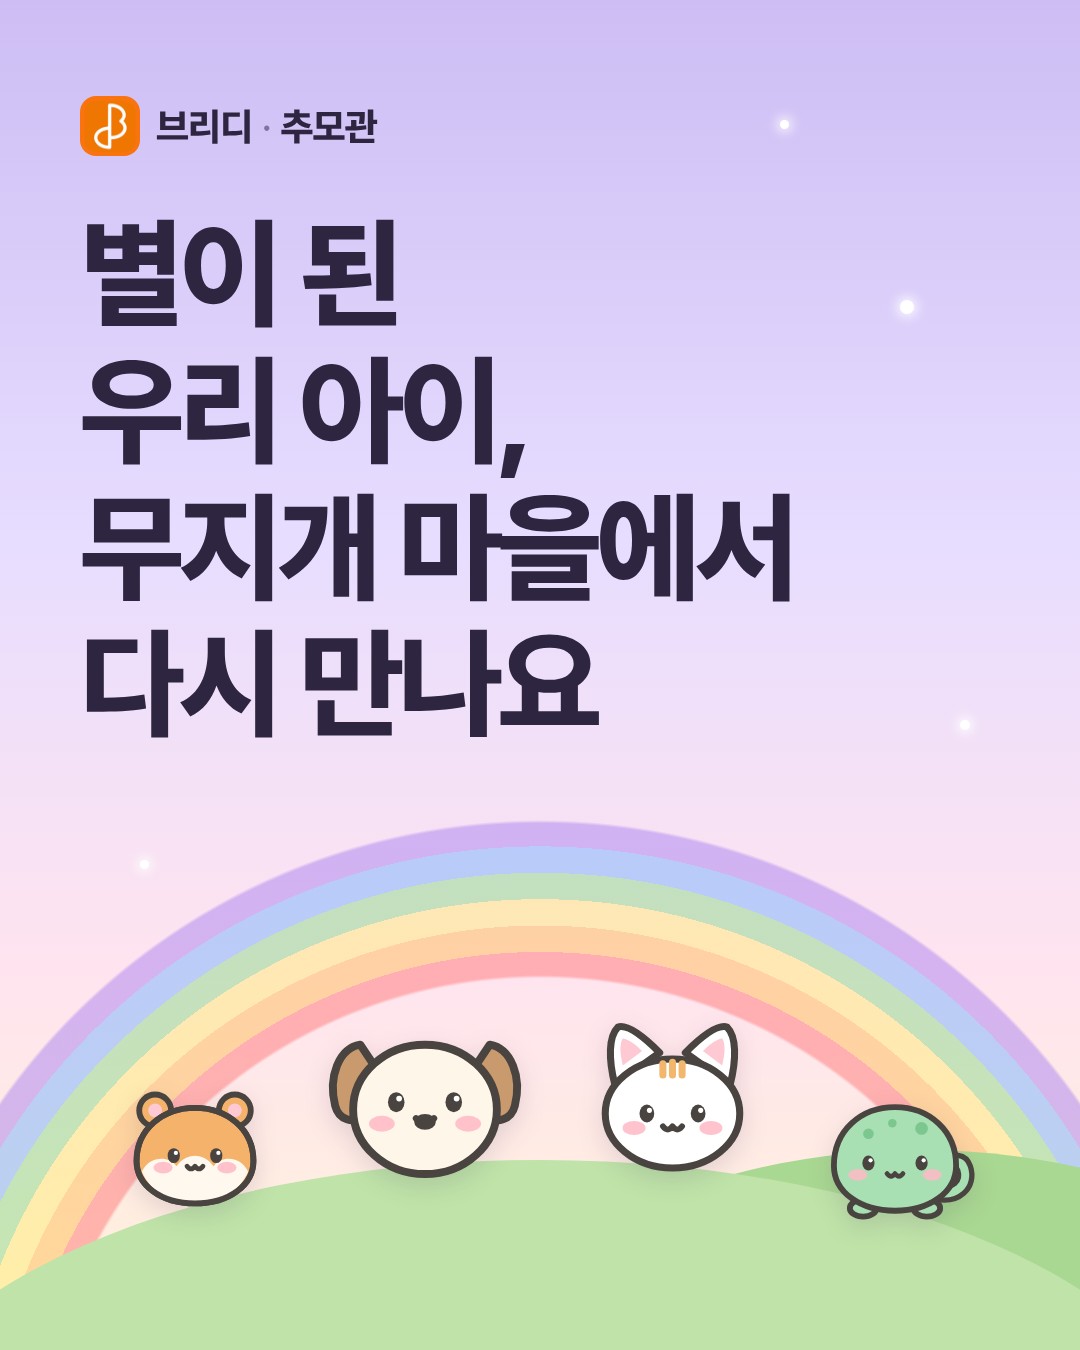 브리디 · 추모관
별이 된
우리 아이,
무지개 마을에서
다시 만나요